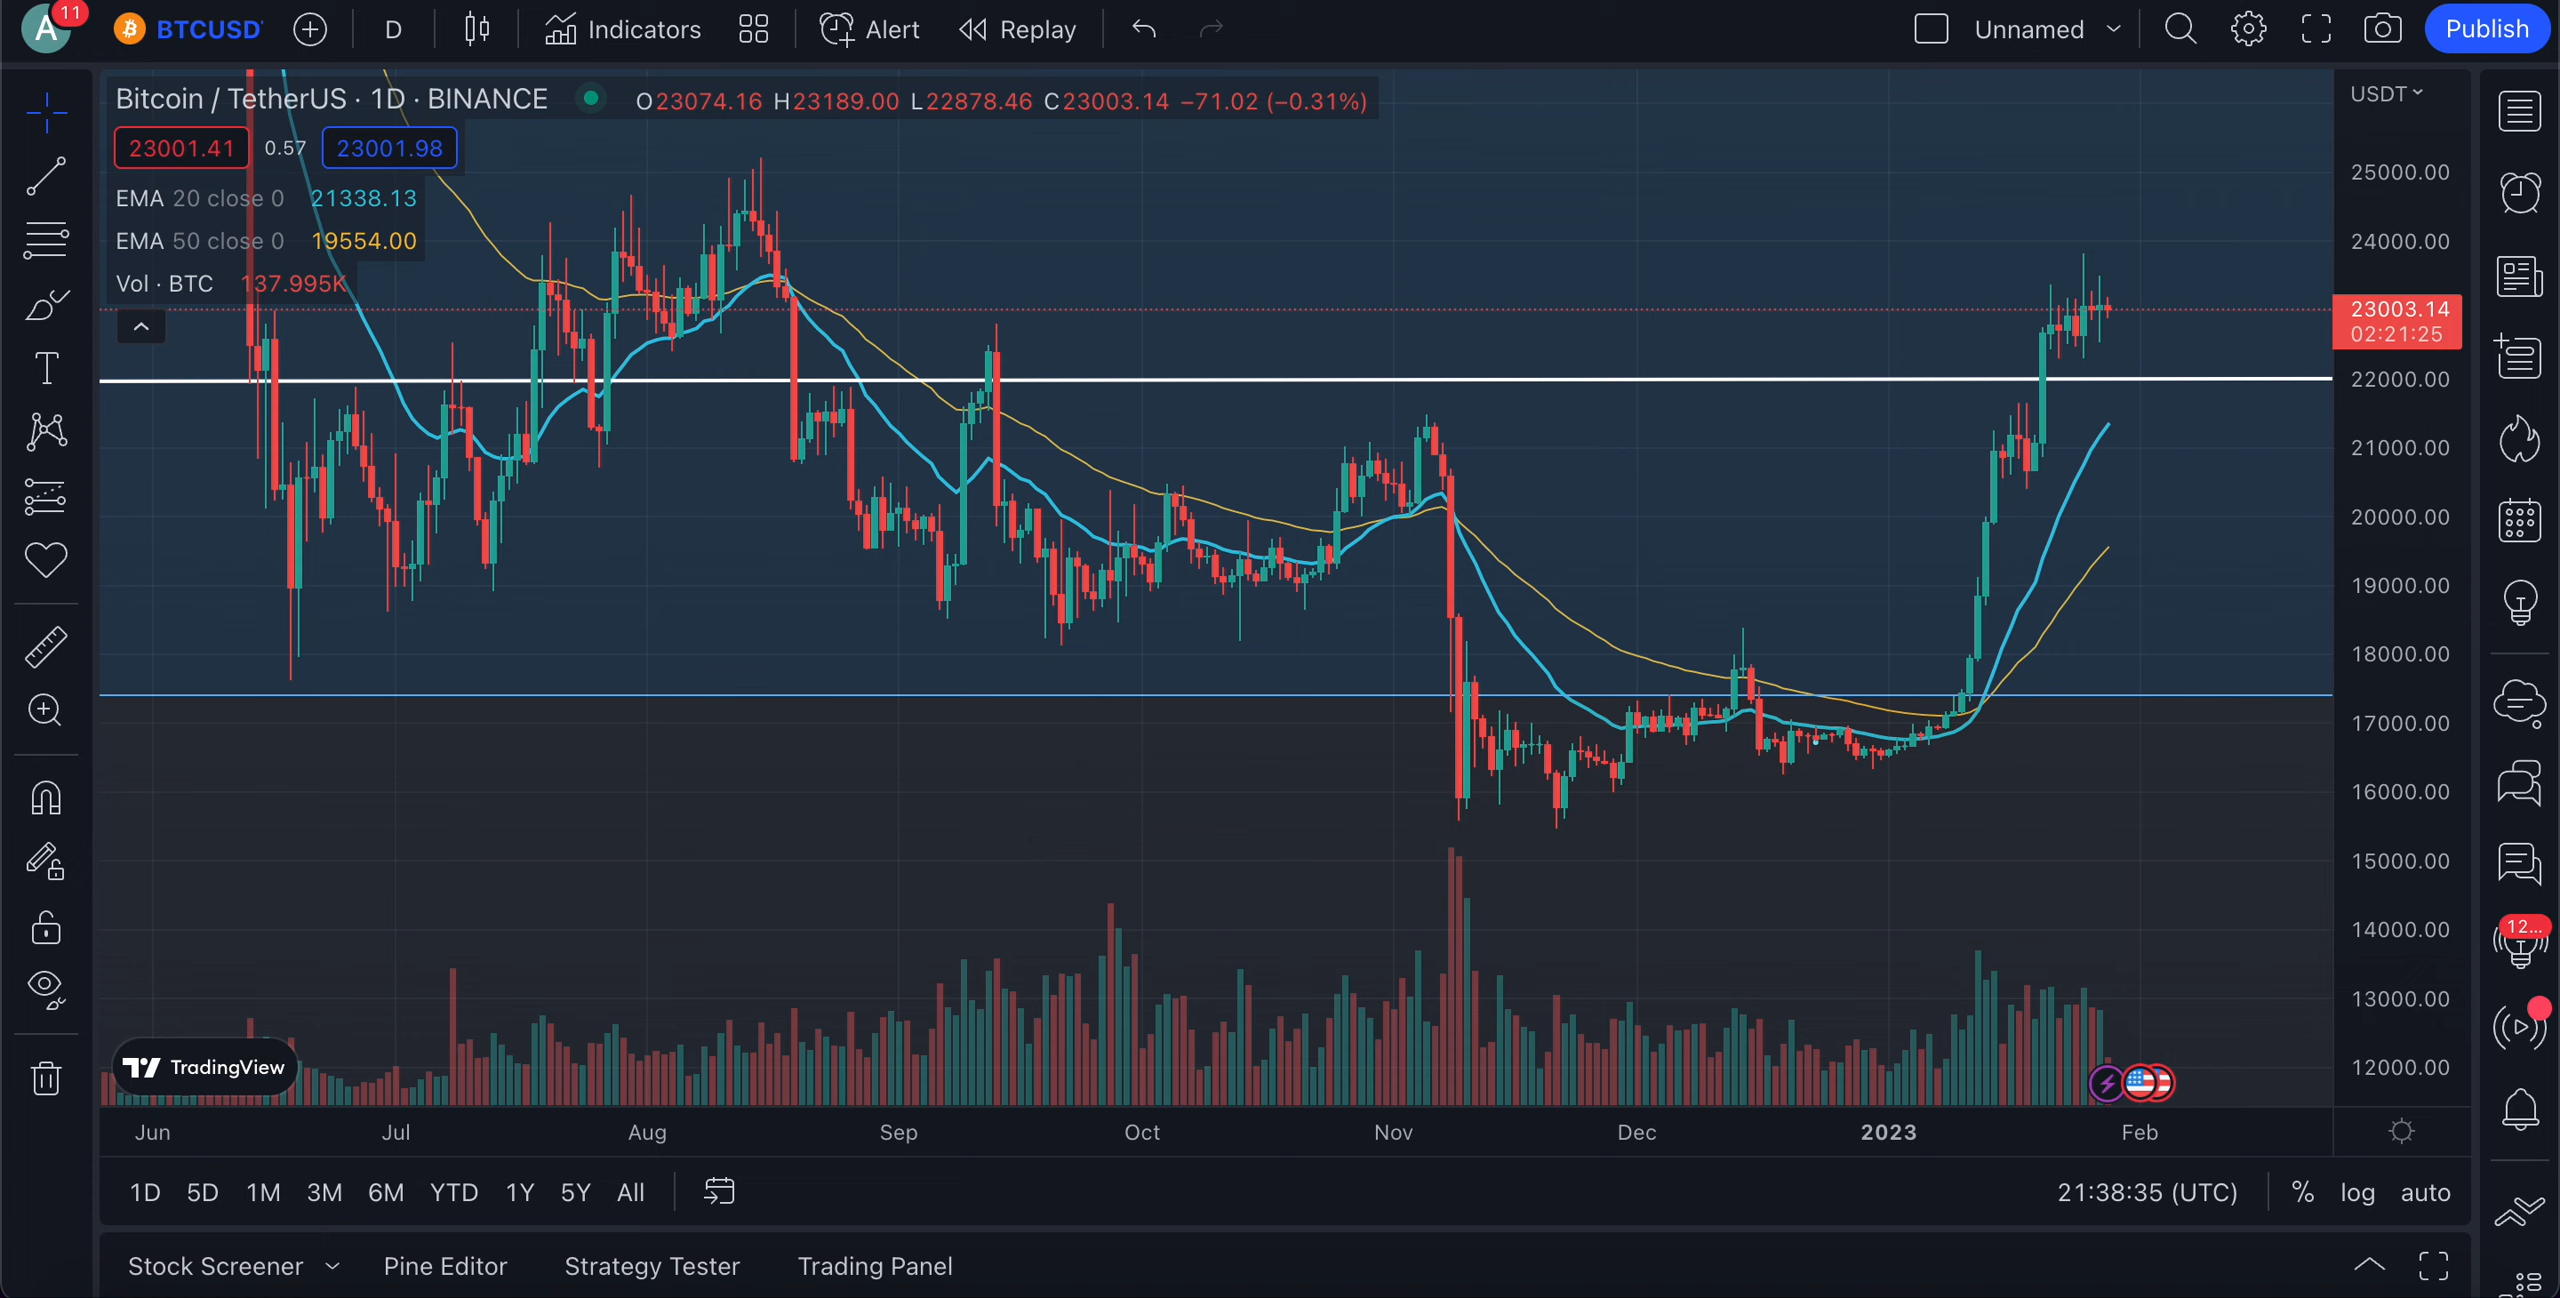 A 11 BTCUSD D Indicators Alert Replay Unnamed Publish
Bitcoin / TetherUS · 1D · BINANCE O23074.16 H23189.00 L22878.46 C23003.14 −71.02 (−0.31%)
USDT
23001.41 0.57 23001.98
EMA 20 close 0 21338.13
EMA 50 close 0 19554.00
Vol · BTC 137.995K
25000.00
24000.00
23003.14
02:21:25
22000.00
21000.00
20000.00
19000.00
18000.00
17000.00
16000.00
15000.00
14000.00
13000.00
12000.00
12...
TradingView
Jun Jul Aug Sep Oct Nov Dec 2023 Feb
1D 5D 1M 3M 6M YTD 1Y 5Y All 21:38:35 (UTC) % log auto
Stock Screener Pine Editor Strategy Tester Trading Panel